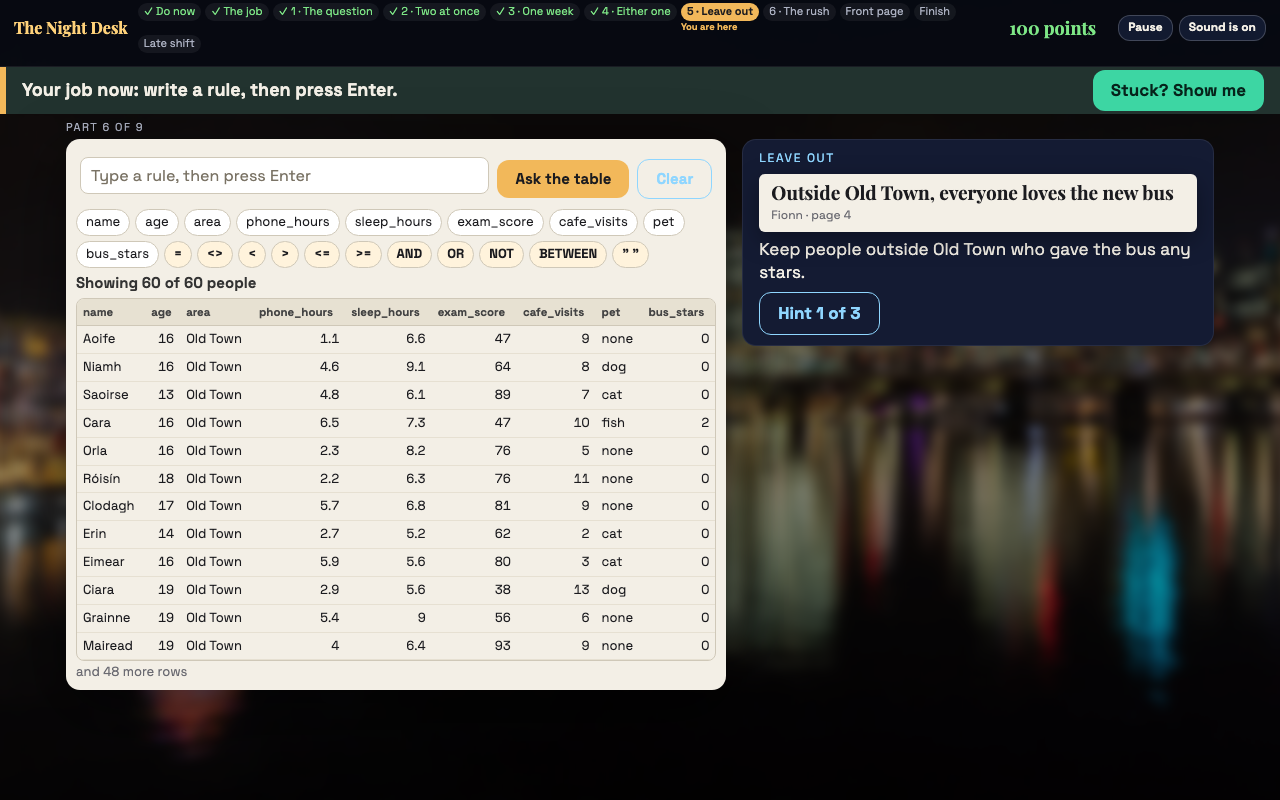 The Night Desk
✓ Do now ✓ The job ✓ 1 · The question ✓ 2 · Two at once ✓ 3 · One week ✓ 4 · Either one 5 · Leave out 6 · The rush Front page Finish
You are here
Late shift
100 points
Pause
Sound is on
Your job now: write a rule, then press Enter.
Stuck? Show me
PART 6 OF 9
Type a rule, then press Enter
Ask the table
Clear
name age area phone_hours sleep_hours exam_score cafe_visits pet
bus_stars = <> < > <= >= AND OR NOT BETWEEN " "
Showing 60 of 60 people
name age area phone_hours sleep_hours exam_score cafe_visits pet bus_stars
Aoife 16 Old Town 1.1 6.6 47 9 none 0
Niamh 16 Old Town 4.6 9.1 64 8 dog 0
Saoirse 13 Old Town 4.8 6.1 89 7 cat 0
Cara 16 Old Town 6.5 7.3 47 10 fish 2
Orla 16 Old Town 2.3 8.2 76 5 none 0
Róisín 18 Old Town 2.2 6.3 76 11 none 0
Clodagh 17 Old Town 5.7 6.8 81 9 none 0
Erin 14 Old Town 2.7 5.2 62 2 cat 0
Eimear 16 Old Town 5.9 5.6 80 3 cat 0
Ciara 19 Old Town 2.9 5.6 38 13 dog 0
Grainne 19 Old Town 5.4 9 56 6 none 0
Mairead 19 Old Town 4 6.4 93 9 none 0
and 48 more rows
LEAVE OUT
Outside Old Town, everyone loves the new bus
Fionn · page 4
Keep people outside Old Town who gave the bus any
stars.
Hint 1 of 3